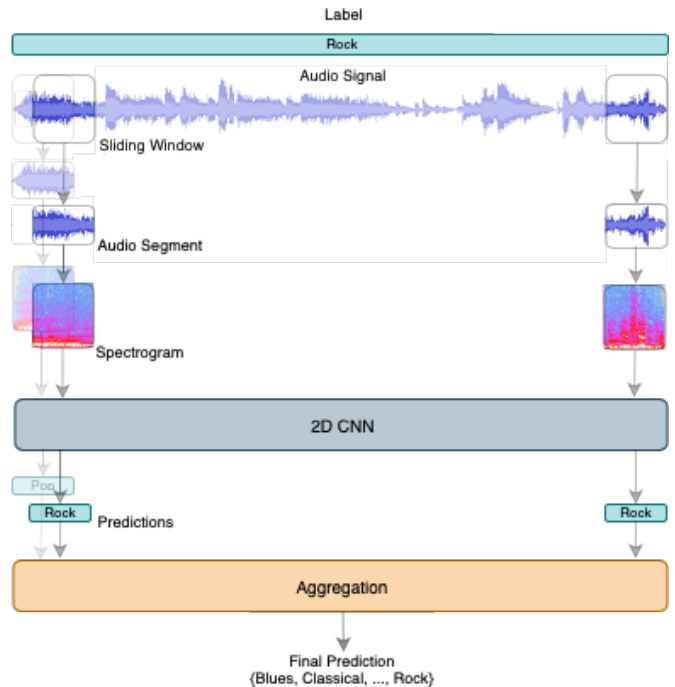 Label
Rock
Audio Signal
Sliding Window
Audio Segment
Spectrogram
2D CNN
Pop
Rock
Predictions
Rock
Aggregation
Final Prediction
{Blues, Classical, ..., Rock}